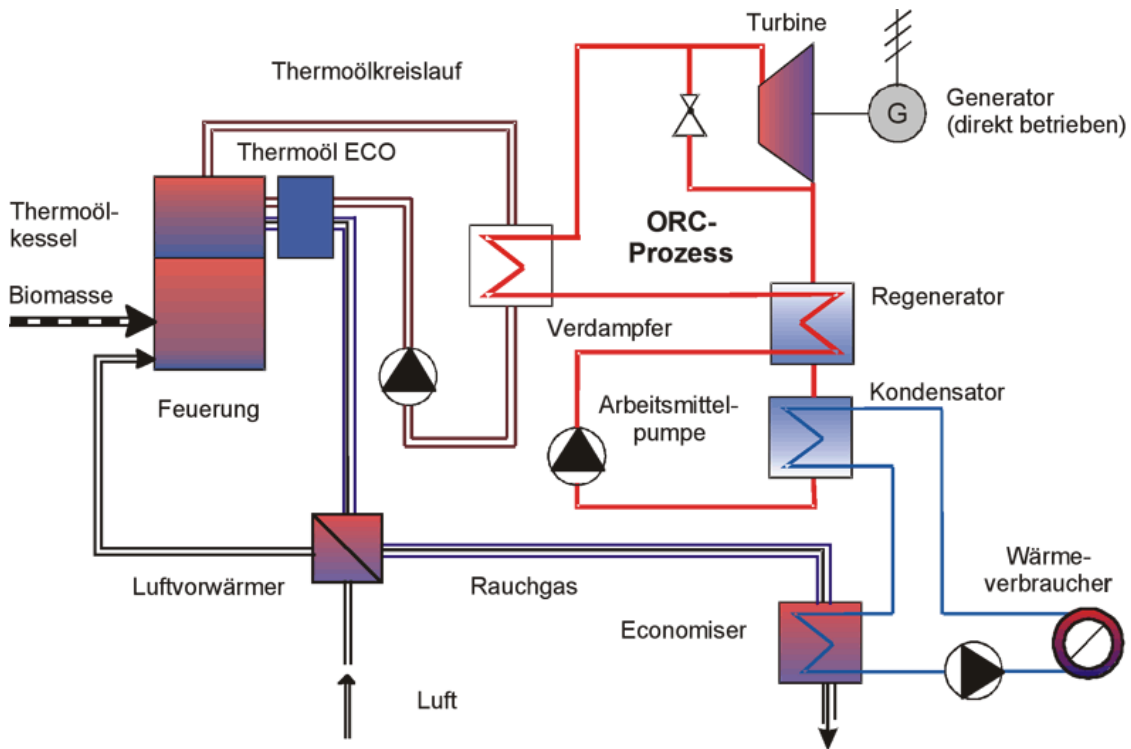 Turbine
Thermoölkreislauf
G
Generator
(direkt betrieben)
Thermoöl ECO
Thermoöl-
kessel
ORC-
Prozess
Biomasse
Regenerator
Verdampfer
Kondensator
Feuerung
Arbeitsmittel-
pumpe
Luftvorwärmer
Rauchgas
Wärme-
verbraucher
Economiser
Luft